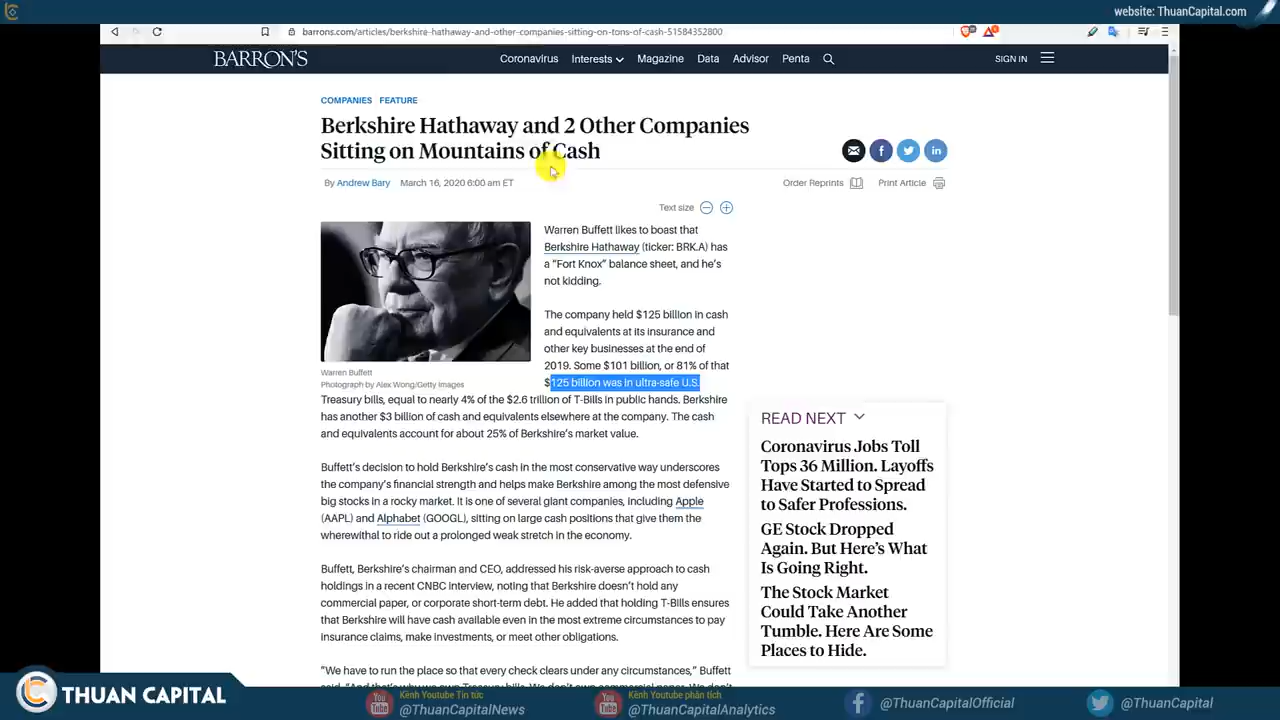 website: ThuanCapital.com
barrons.com/articles/berkshire-hathaway-and-other-companies-sitting-on-tons-of-cash-51584352800
BARRON'S
Coronavirus Interests Magazine Data Advisor Penta
SIGN IN
COMPANIES FEATURE
Berkshire Hathaway and 2 Other Companies
Sitting on Mountains of Cash
By Andrew Bary March 16, 2020 6:00 am ET
Order Reprints Print Article
Text size
Warren Buffett likes to boast that
Berkshire Hathaway (ticker: BRK.A) has
a “Fort Knox” balance sheet, and he’s
not kidding.
The company held $125 billion in cash
and equivalents at its insurance and
other key businesses at the end of
2019. Some $101 billion, or 81% of that
$125 billion was in ultra-safe U.S.
Warren Buffett
Photograph by Alex Wong/Getty Images
Treasury bills, equal to nearly 4% of the $2.6 trillion of T-Bills in public hands. Berkshire
has another $3 billion of cash and equivalents elsewhere at the company. The cash
and equivalents account for about 25% of Berkshire’s market value.
Buffett’s decision to hold Berkshire’s cash in the most conservative way underscores
the company’s financial strength and helps make Berkshire among the most defensive
big stocks in a rocky market. It is one of several giant companies, including Apple
(AAPL) and Alphabet (GOOGL), sitting on large cash positions that give them the
wherewithal to ride out a prolonged weak stretch in the economy.
Buffett, Berkshire’s chairman and CEO, addressed his risk-averse approach to cash
holdings in a recent CNBC interview, noting that Berkshire doesn’t hold any
commercial paper, or corporate short-term debt. He added that holding T-Bills ensures
that Berkshire will have cash available even in the most extreme circumstances to pay
insurance claims, make investments, or meet other obligations.
“We have to run the place so that every check clears under any circumstances,” Buffett
READ NEXT
Coronavirus Jobs Toll
Tops 36 Million. Layoffs
Have Started to Spread
to Safer Professions.
GE Stock Dropped
Again. But Here’s What
Is Going Right.
The Stock Market
Could Take Another
Tumble. Here Are Some
Places to Hide.
THUAN CAPITAL
Kênh Youtube Tin tức
@ThuanCapitalNews
Kênh Youtube phân tích
@ThuanCapitalAnalytics
@ThuanCapitalOfficial
@ThuanCapital